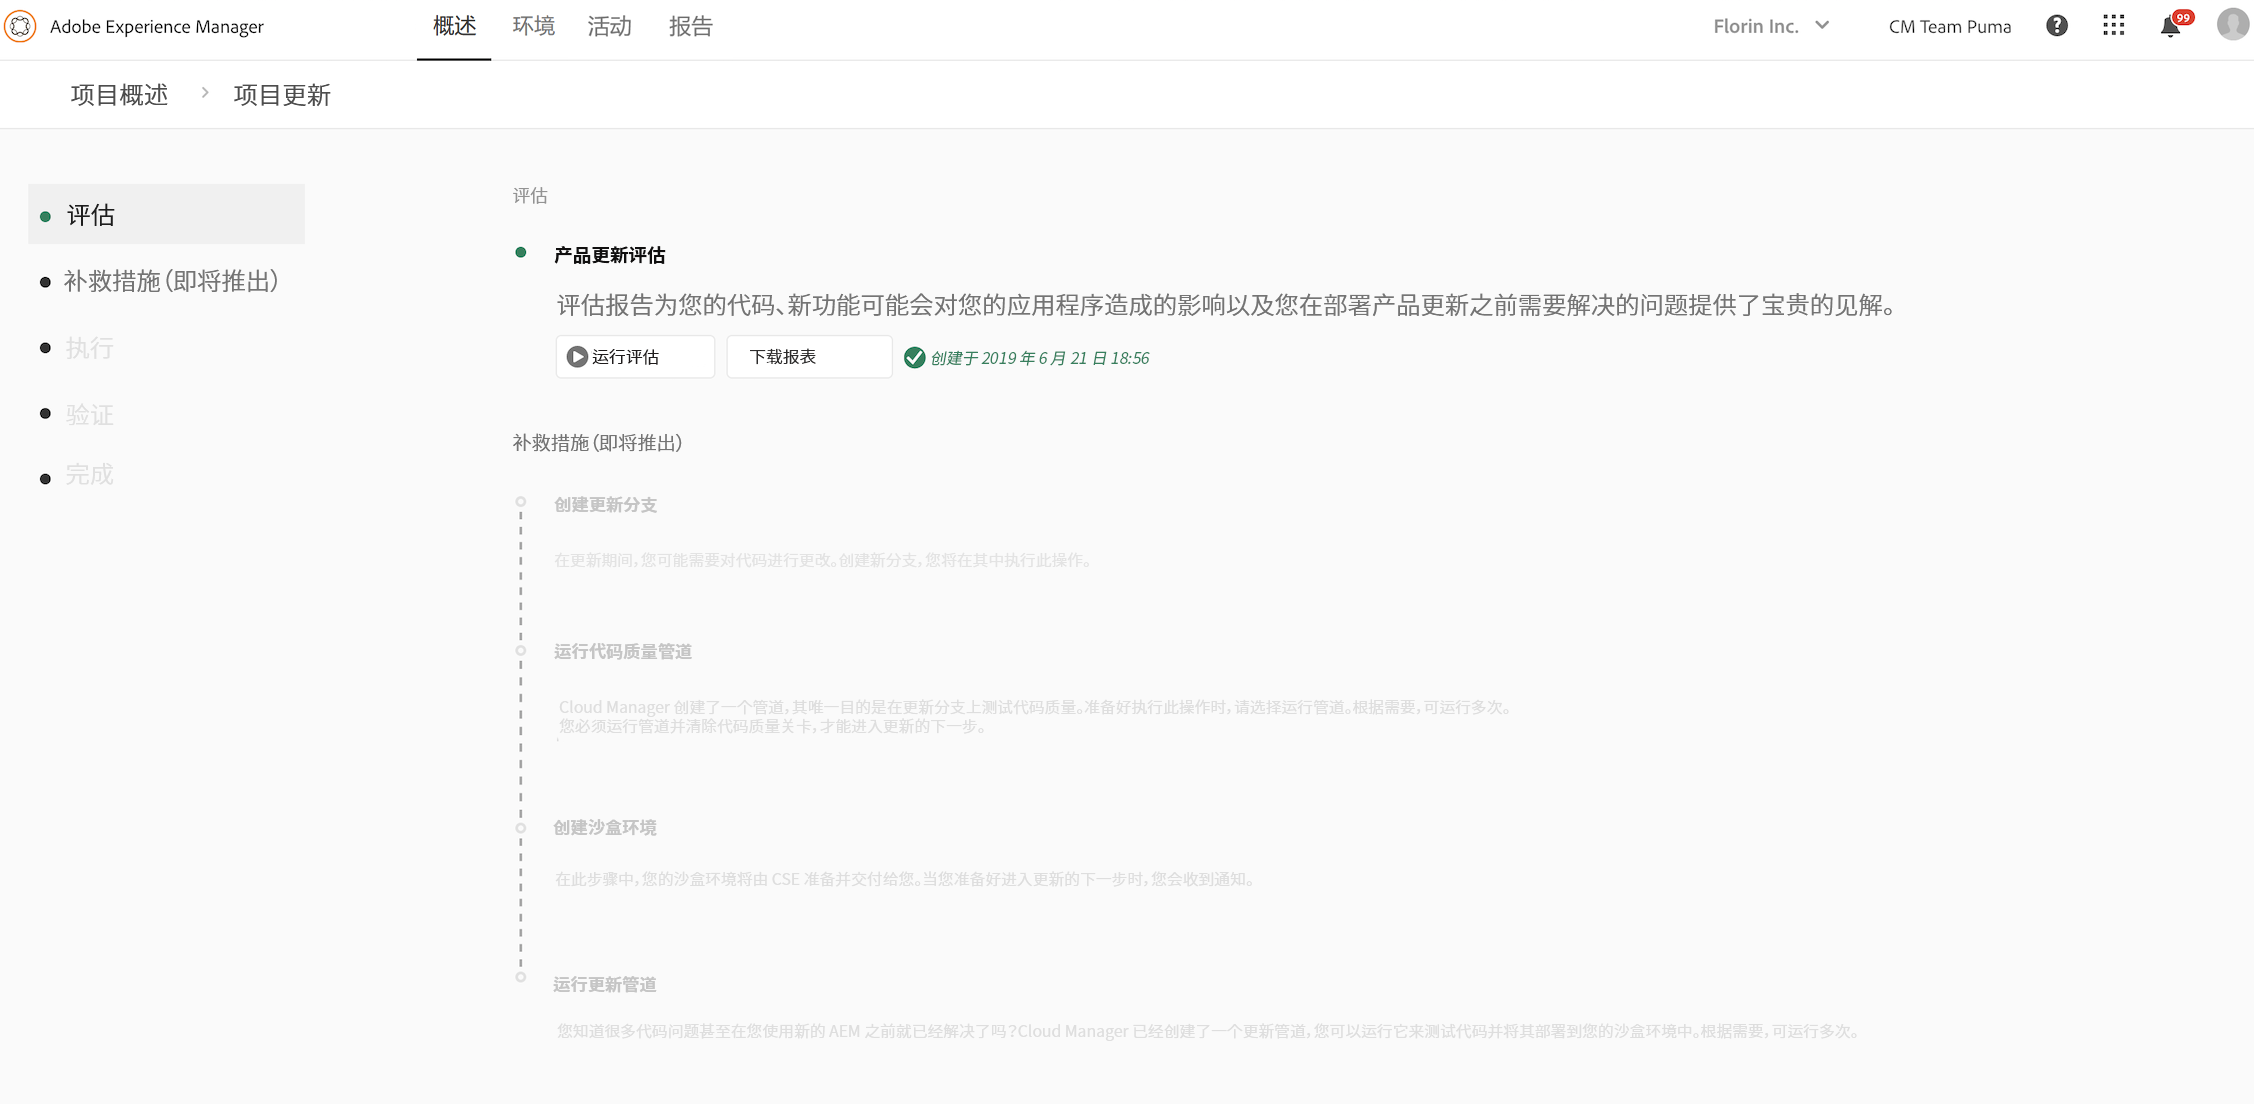 Adobe Experience Manager
概述
环境
活动
报告
Florin Inc.
CM Team Puma
99
项目概述
项目更新
评估
补救措施（即将推出）
执行
验证
完成
评估
产品更新评估
评估报告为您的代码、新功能可能会对您的应用程序造成的影响以及您在部署产品更新之前需要解决的问题提供了宝贵的见解。
运行评估
下载报表
创建于 2019 年 6 月 21 日 18:56
补救措施（即将推出）
创建更新分支
在更新期间，您可能需要对代码进行更改。创建新分支，您将在其中执行此操作。
运行代码质量管道
Cloud Manager 创建了一个管道，其唯一目的是在更新分支上测试代码质量。准备好执行此操作时，请选择运行管道。根据需要，可运行多次。
您必须运行管道并清除代码质量关卡，才能进入更新的下一步。
创建沙盒环境
在此步骤中，您的沙盒环境将由 CSE 准备并交付给您。当您准备好进入更新的下一步时，您会收到通知。
运行更新管道
您知道很多代码问题甚至在您使用新的 AEM 之前就已经解决了吗？Cloud Manager 已经创建了一个更新管道，您可以运行它来测试代码并将其部署到您的沙盒环境中。根据需要，可运行多次。